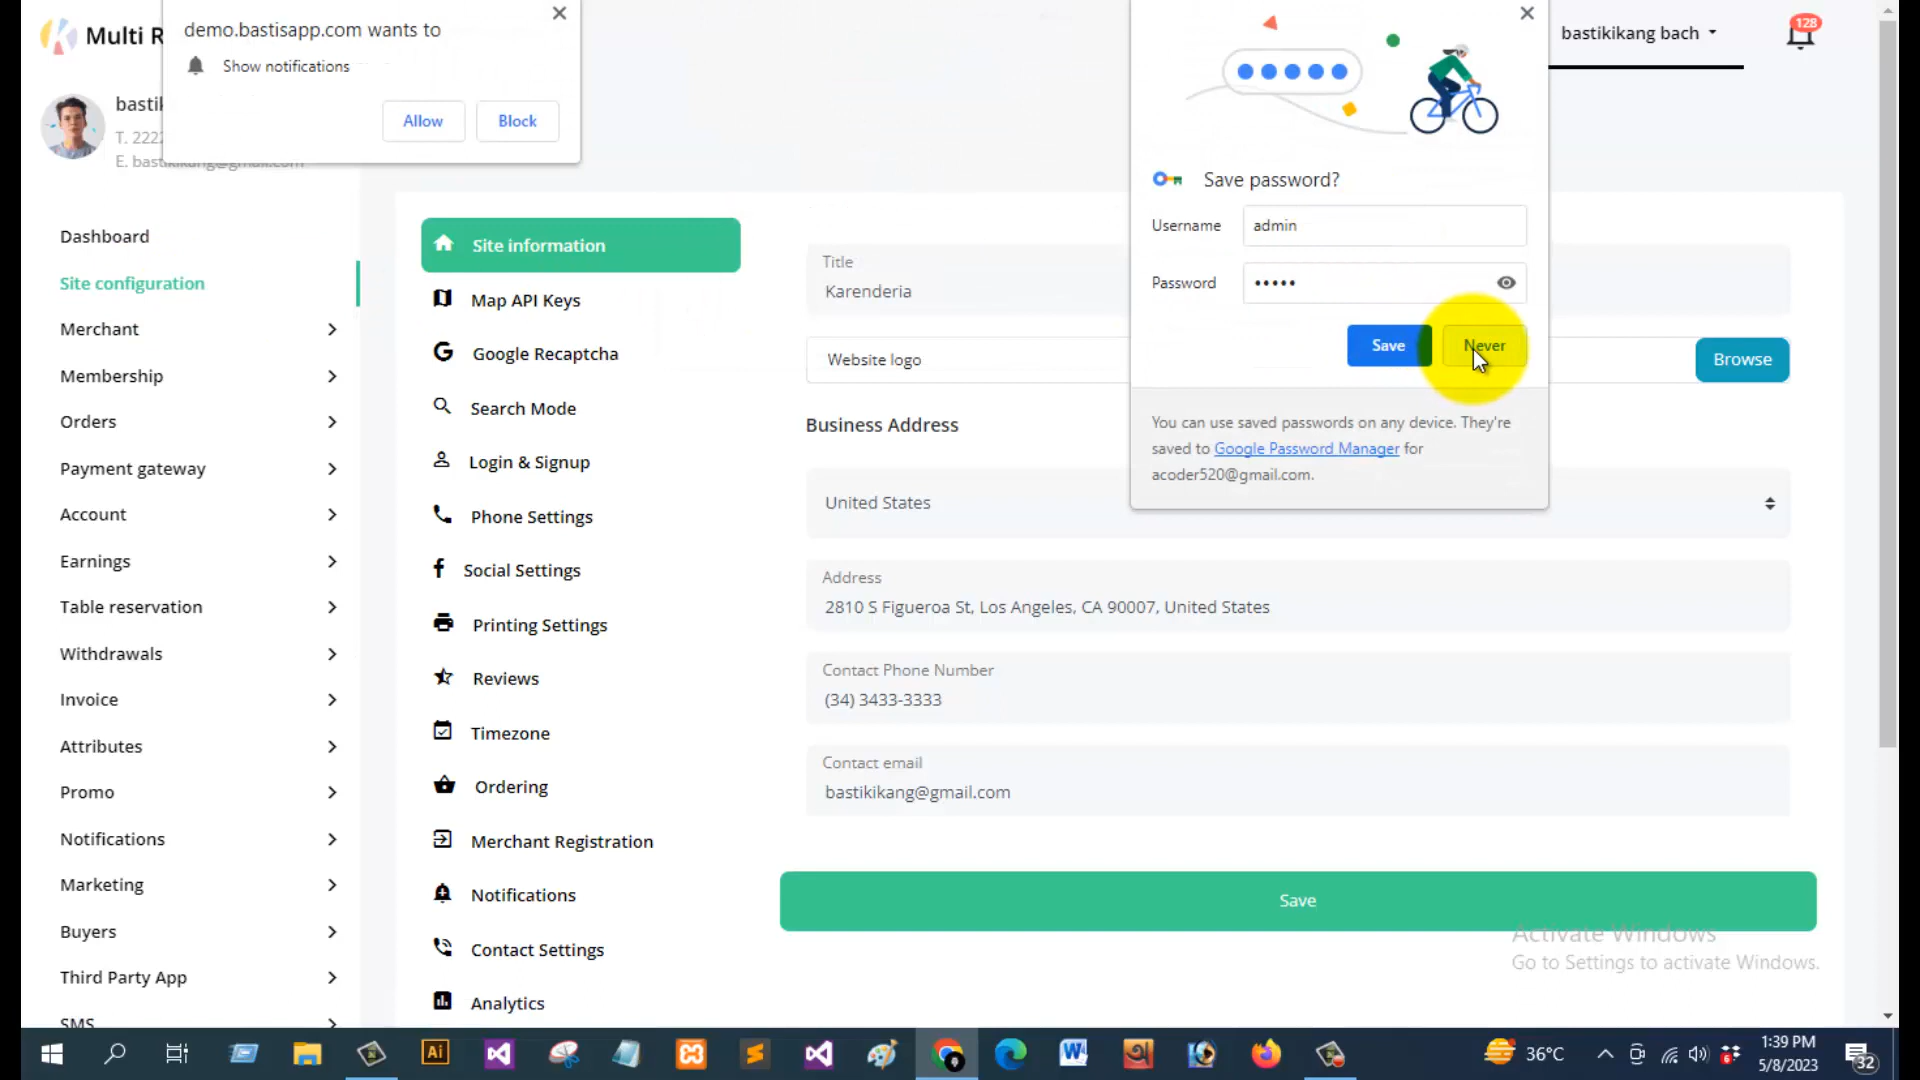 Multi R
demo.bastisapp.com wants to
Show notifications
Allow
Block
bastikikang bach
128
T. 222
Dashboard
Site configuration
Merchant
Membership
Orders
Payment gateway
Account
Earnings
Table reservation
Withdrawals
Invoice
Attributes
Promo
Notifications
Marketing
Buyers
Third Party App
SMS
Site information
Map API Keys
Google Recaptcha
Search Mode
Login & Signup
Phone Settings
Social Settings
Printing Settings
Reviews
Timezone
Ordering
Merchant Registration
Notifications
Contact Settings
Analytics
Title
Karenderia
Website logo
Browse
Business Address
United States
Address
2810 S Figueroa St, Los Angeles, CA 90007, United States
Contact Phone Number
(34) 3433-3333
Contact email
bastikikang@gmail.com
Save
Save password?
Username
admin
Password
•••••
Save
Never
You can use saved passwords on any device. They're
saved to Google Password Manager for
acoder520@gmail.com.
Activate Windows
Go to Settings to activate Windows.
Ai
36°C
1:39 PM
5/8/2023
32